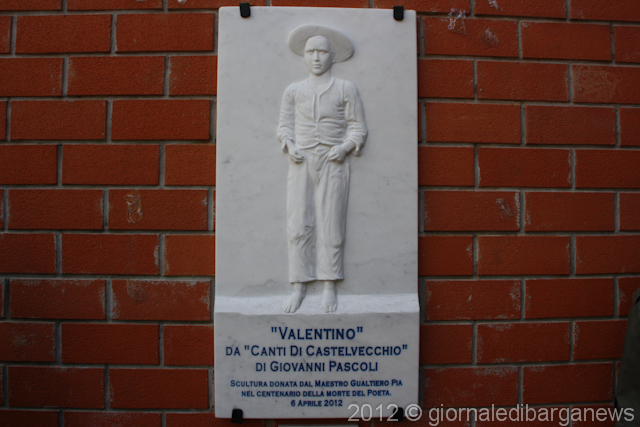 "VALENTINO"
DA "CANTI DI CASTELVECCHIO"
DI GIOVANNI PASCOLI
SCULTURA DONATA DAL MAESTRO GUALTIERO PIA
NEL CENTENARIO DELLA MORTE DEL POETA.
6 APRILE 2012
2012 © giornaledibarganews